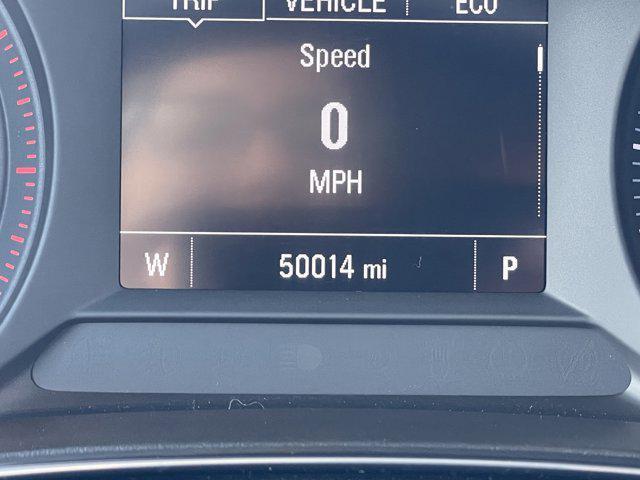 TRIP VEHICLE ECO
Speed
0
MPH
W 50014 mi P